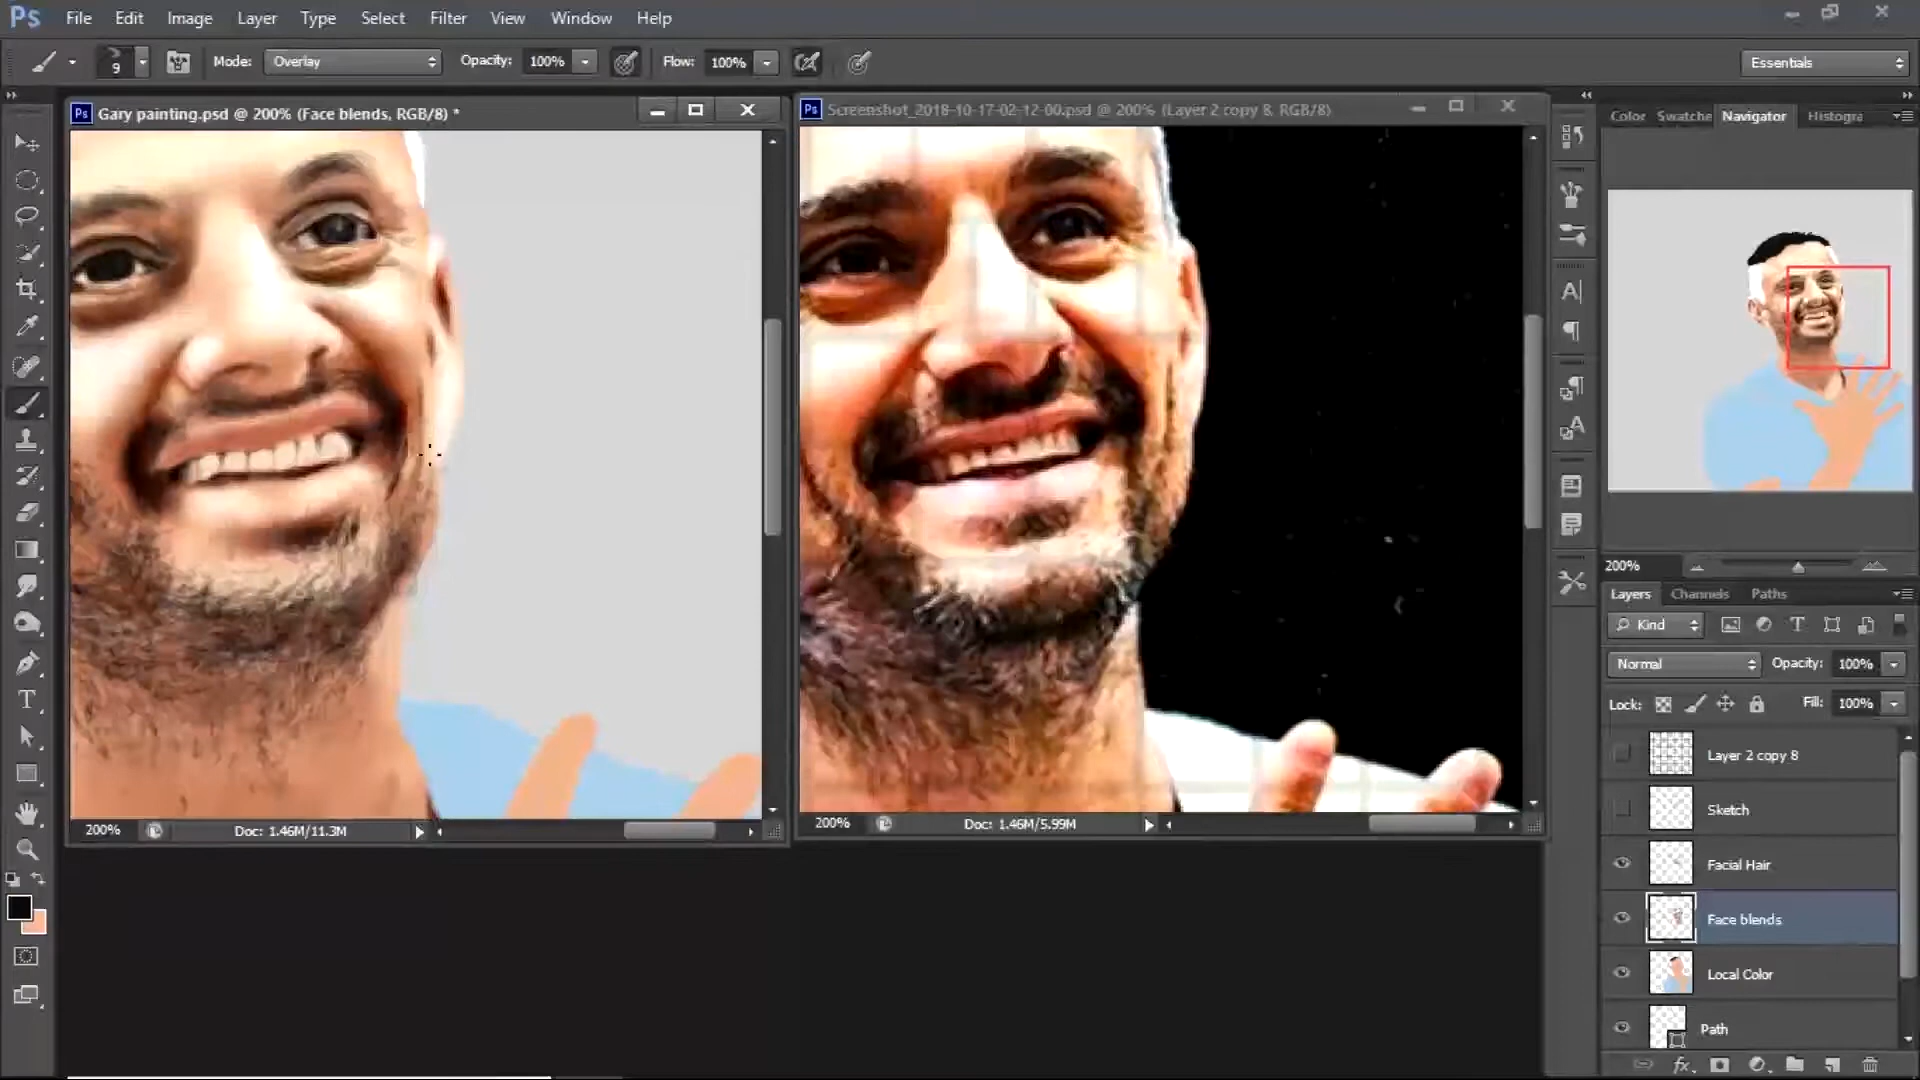 Ps File Edit Image Layer Type Select Filter View Window Help
9 Mode: Overlay Opacity: 100% Flow: 100% Essentials
Ps Gary painting.psd @ 200% (Face blends, RGB/8) *
Ps Screenshot_2018-10-17-02-12-00.psd @ 200% (Layer 2 copy 8, RGB/8)
Color Swatche Navigator Histogra
200%
Layers Channels Paths
Kind
Normal Opacity: 100%
Lock: Fill: 100%
Layer 2 copy 8
Sketch
Facial Hair
Face blends
Local Color
Path
200% Doc: 1.46M/11.3M
200% Doc: 1.46M/5.99M